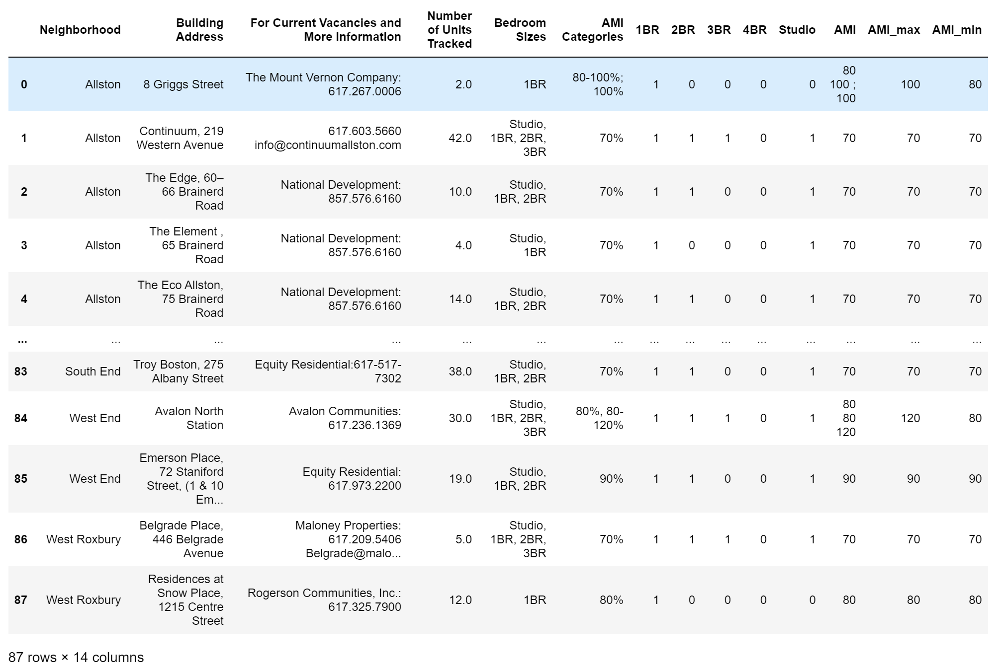 Neighborhood Building Address For Current Vacancies and More Information Number of Units Tracked Bedroom Sizes AMI Categories 1BR 2BR 3BR 4BR Studio AMI AMI_max AMI_min
0 Allston 8 Griggs Street The Mount Vernon Company: 617.267.0006 2.0 1BR 80-100%; 100% 1 0 0 0 0 80 100 ; 100 100 80
1 Allston Continuum, 219 Western Avenue 617.603.5660 info@continuumallston.com 42.0 Studio, 1BR, 2BR, 3BR 70% 1 1 1 0 1 70 70 70
2 Allston The Edge, 60–66 Brainerd Road National Development: 857.576.6160 10.0 Studio, 1BR, 2BR 70% 1 1 0 0 1 70 70 70
3 Allston The Element , 65 Brainerd Road National Development: 857.576.6160 4.0 Studio, 1BR 70% 1 0 0 0 1 70 70 70
4 Allston The Eco Allston, 75 Brainerd Road National Development: 857.576.6160 14.0 Studio, 1BR, 2BR 70% 1 1 0 0 1 70 70 70
... ... ... ... ... ... ... ... ... ... ... ... ... ... ...
83 South End Troy Boston, 275 Albany Street Equity Residential:617-517-7302 38.0 Studio, 1BR, 2BR 70% 1 1 0 0 1 70 70 70
84 West End Avalon North Station Avalon Communities: 617.236.1369 30.0 Studio, 1BR, 2BR, 3BR 80%, 80-120% 1 1 1 0 1 80 80 120 120 80
85 West End Emerson Place, 72 Staniford Street, (1 & 10 Em... Equity Residential: 617.973.2200 19.0 Studio, 1BR, 2BR 90% 1 1 0 0 1 90 90 90
86 West Roxbury Belgrade Place, 446 Belgrade Avenue Maloney Properties: 617.209.5406 Belgrade@malo... 5.0 Studio, 1BR, 2BR, 3BR 70% 1 1 1 0 1 70 70 70
87 West Roxbury Residences at Snow Place, 1215 Centre Street Rogerson Communities, Inc.: 617.325.7900 12.0 1BR 80% 1 0 0 0 0 80 80 80
87 rows × 14 columns